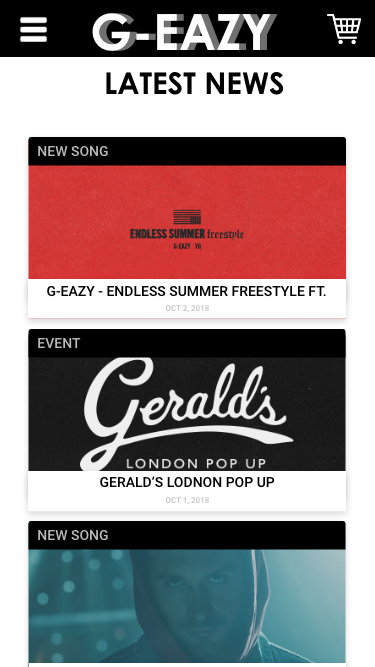 G-EAZY
LATEST NEWS
NEW SONG
ENDLESS SUMMER freestyle
G-EAZY YG
G-EAZY - ENDLESS SUMMER FREESTYLE FT.
OCT 2, 2018
EVENT
Gerald's
LONDON POP UP
GERALD'S LODNON POP UP
OCT 1, 2018
NEW SONG